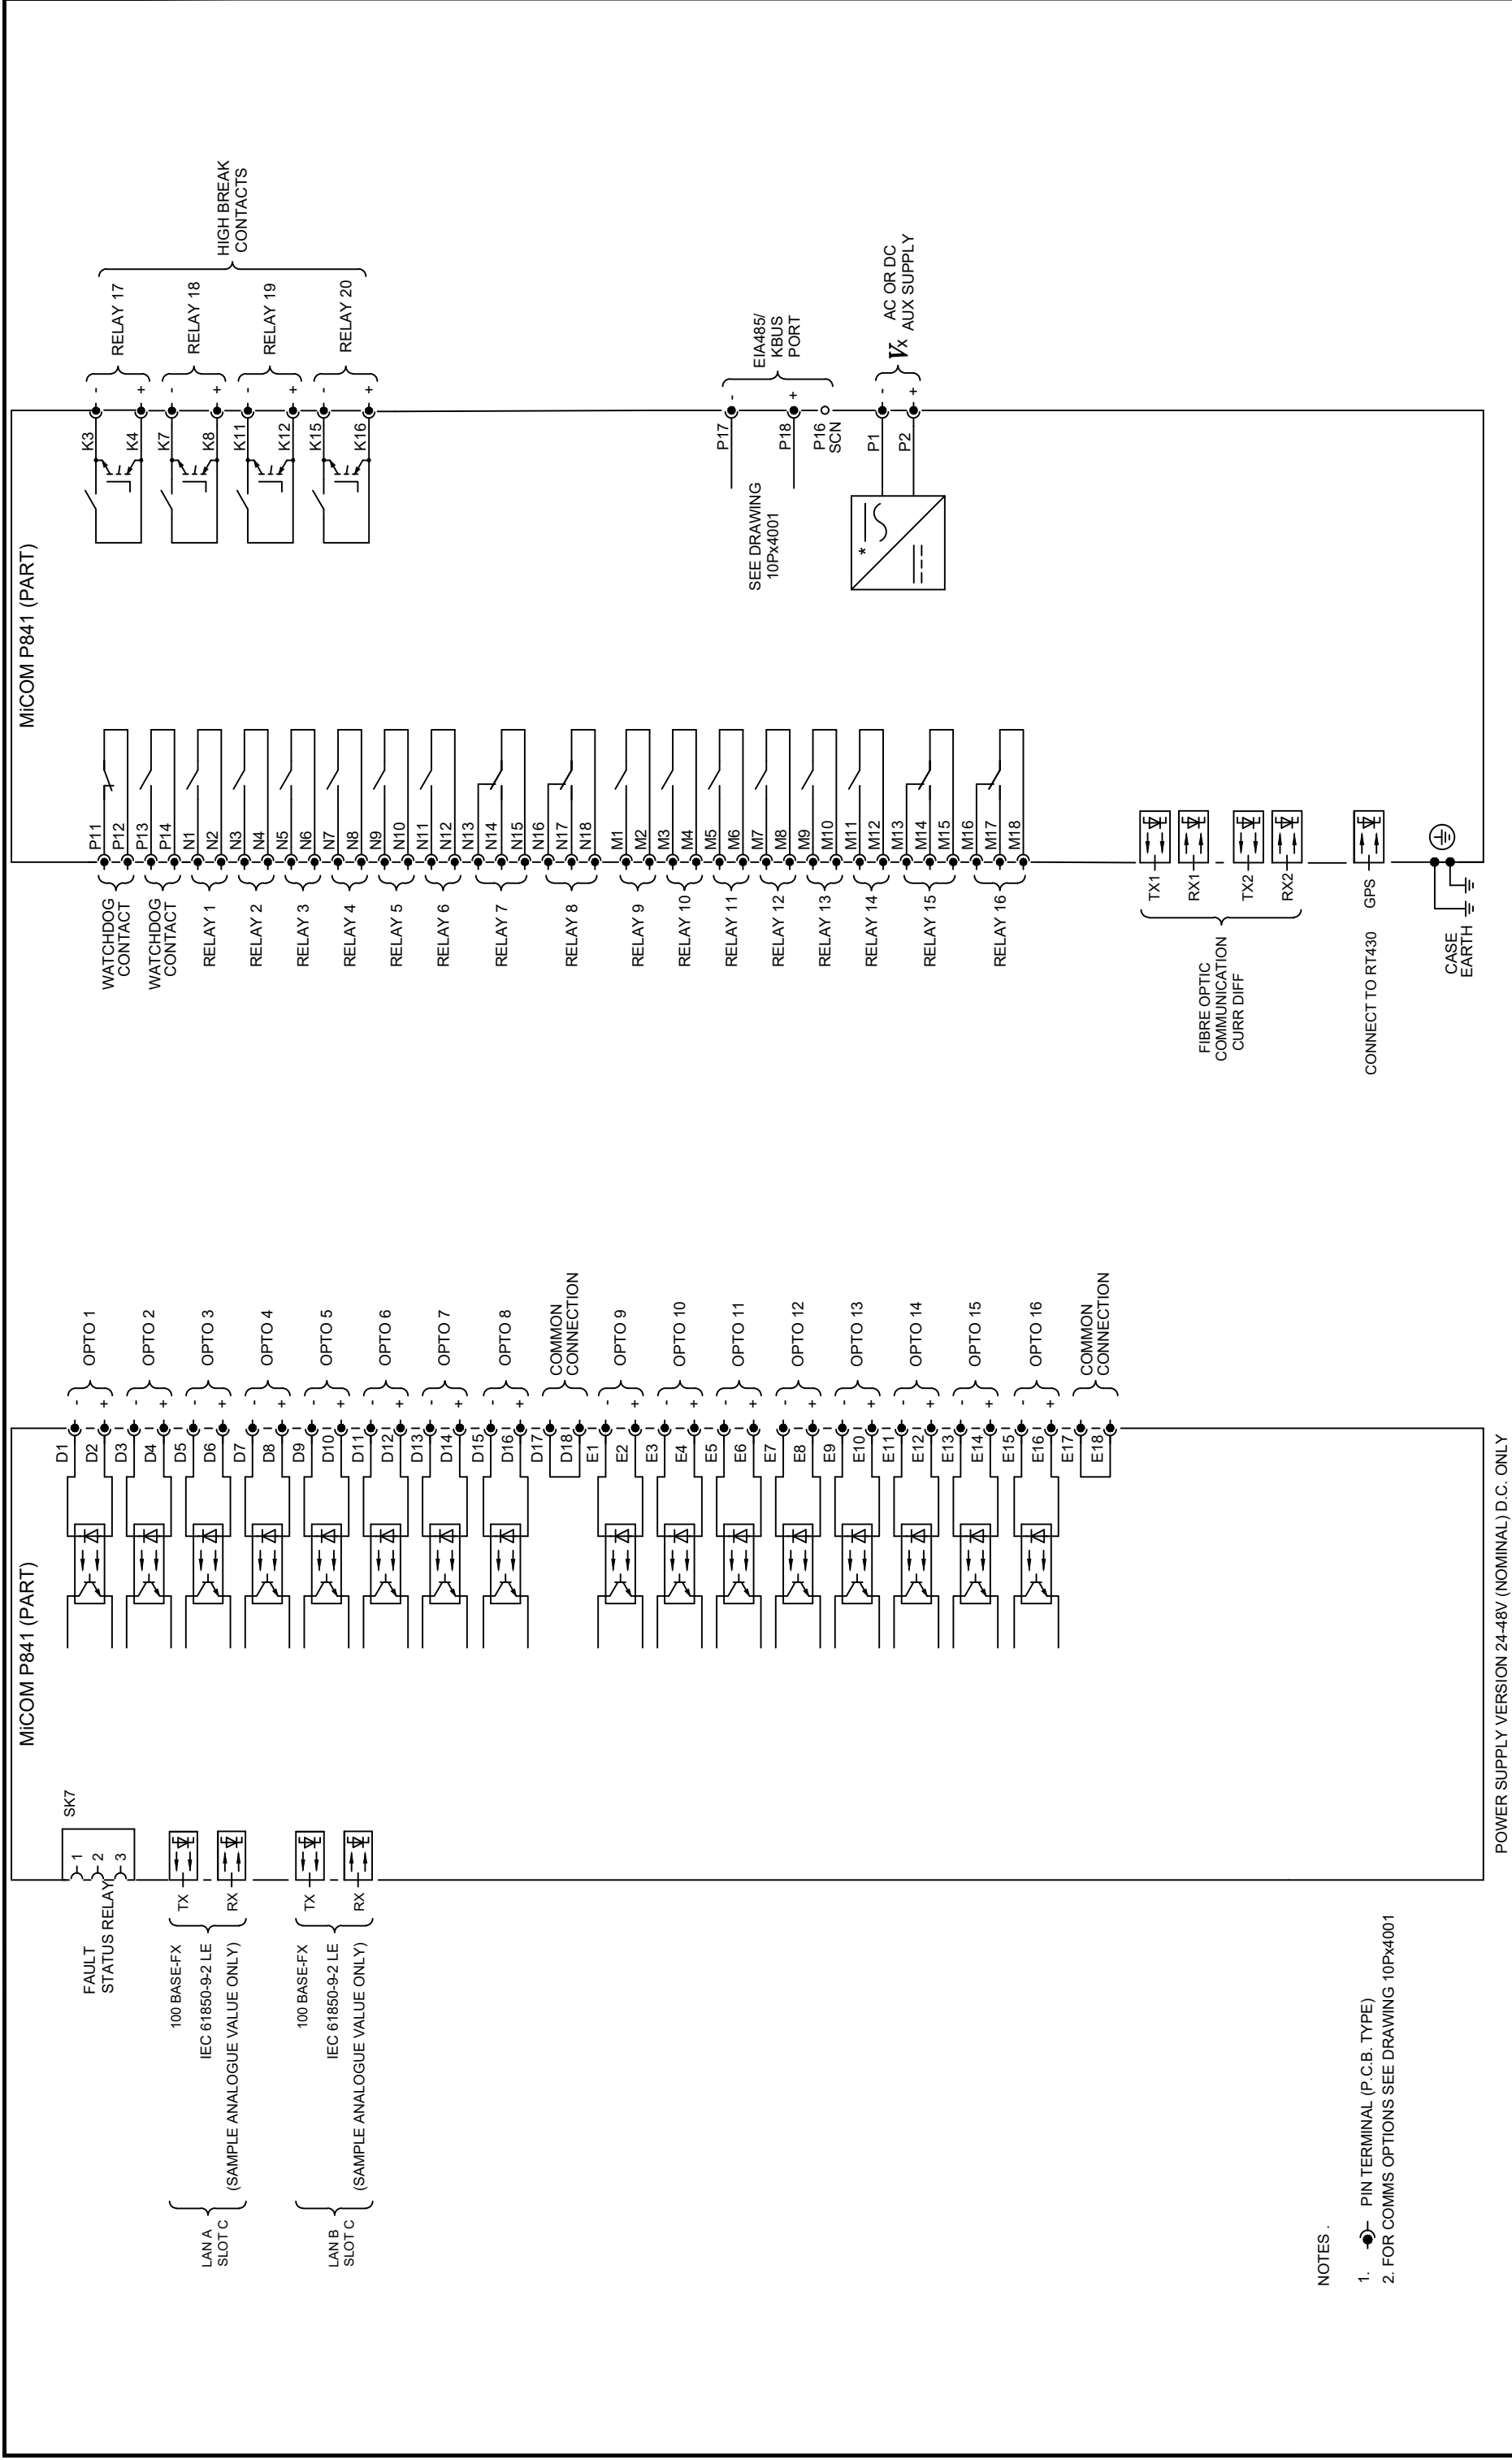 MiCOM P841 (PART)
SK7
1
2
3
FAULT
STATUS RELAY
TX
RX
100 BASE-FX
IEC 61850-9-2 LE
(SAMPLE ANALOGUE VALUE ONLY)
LAN A
SLOT C
TX
RX
100 BASE-FX
IEC 61850-9-2 LE
(SAMPLE ANALOGUE VALUE ONLY)
LAN B
SLOT C
D1
-
OPTO 1
D2
+
D3
-
OPTO 2
D4
+
D5
-
OPTO 3
D6
+
D7
-
OPTO 4
D8
+
D9
-
OPTO 5
D10
+
D11
-
OPTO 6
D12
+
D13
-
OPTO 7
D14
+
D15
-
OPTO 8
D16
+
D17
COMMON
CONNECTION
D18
E1
-
OPTO 9
E2
+
E3
-
OPTO 10
E4
+
E5
-
OPTO 11
E6
+
E7
-
OPTO 12
E8
+
E9
-
OPTO 13
E10
+
E11
-
OPTO 14
E12
+
E13
-
OPTO 15
E14
+
E15
-
OPTO 16
E16
+
E17
COMMON
CONNECTION
E18
POWER SUPPLY VERSION 24-48V (NOMINAL) D.C. ONLY
NOTES .
1. PIN TERMINAL (P.C.B. TYPE)
2. FOR COMMS OPTIONS SEE DRAWING 10Px4001
MiCOM P841 (PART)
WATCHDOG
CONTACT
P11
P12
WATCHDOG
CONTACT
P13
P14
RELAY 1
N1
N2
RELAY 2
N3
N4
RELAY 3
N5
N6
RELAY 4
N7
N8
RELAY 5
N9
N10
RELAY 6
N11
N12
RELAY 7
N13
N14
N15
RELAY 8
N16
N17
N18
RELAY 9
M1
M2
RELAY 10
M3
M4
RELAY 11
M5
M6
RELAY 12
M7
M8
RELAY 13
M9
M10
RELAY 14
M11
M12
RELAY 15
M13
M14
M15
RELAY 16
M16
M17
M18
FIBRE OPTIC
COMMUNICATION
CURR DIFF
TX1
RX1
TX2
RX2
CONNECT TO RT430 GPS
CASE
EARTH
K3
-
RELAY 17
K4
+
K7
-
RELAY 18
K8
+
K11
-
RELAY 19
K12
+
K15
-
RELAY 20
K16
+
HIGH BREAK
CONTACTS
SEE DRAWING
10Px4001
P17
-
P18
+
P16
SCN
EIA485/
KBUS
PORT
*
P1
-
P2
+
Vx
AC OR DC
AUX SUPPLY